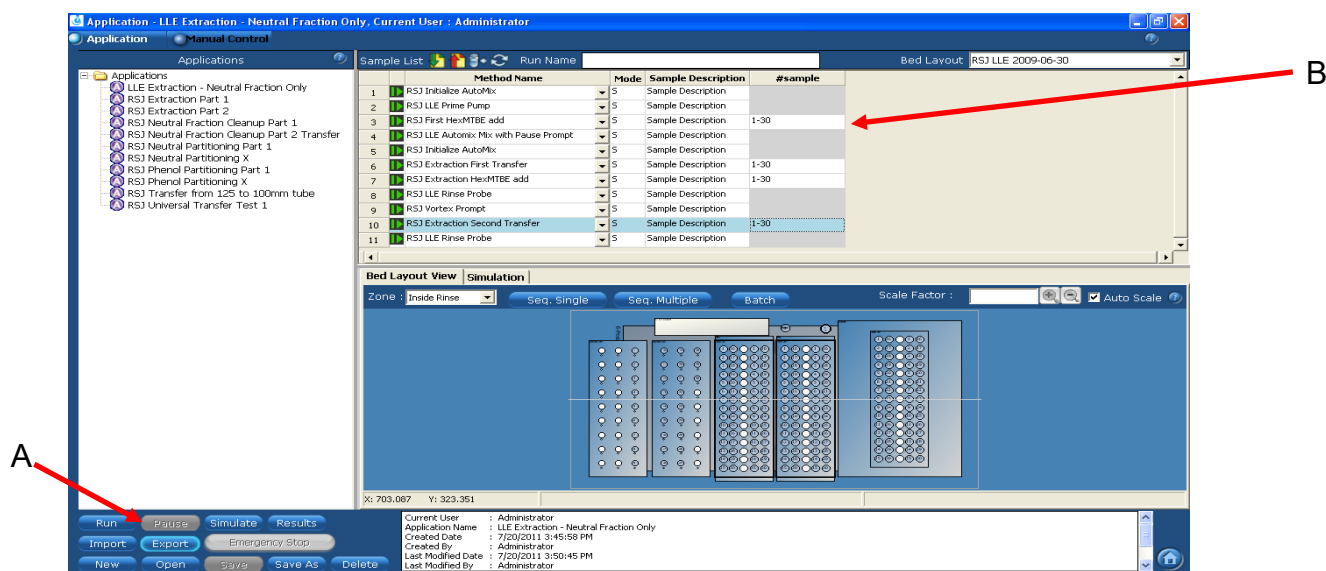 Application - LLE Extraction - Neutral Fraction Only, Current User : Administrator
Application Manual Control
Applications
Sample List Run Name Bed Layout RSJ LLE 2009-06-30
B
Applications
LLE Extraction - Neutral Fraction Only
RSJ Extraction Part 1
RSJ Extraction Part 2
RSJ Neutral Fraction Cleanup Part 1
RSJ Neutral Fraction Cleanup Part 2 Transfer
RSJ Neutral Partitioning Part 1
RSJ Neutral Partitioning X
RSJ Phenol Partitioning Part 1
RSJ Phenol Partitioning X
RSJ Transfer from 125 to 100mm tube
RSJ Universal Transfer Test 1
Method Name Mode Sample Description #sample
1 RSJ Initialize AutoMix S Sample Description
2 RSJ LLE Prime Pump S Sample Description
3 RSJ First HexMTBE add S Sample Description 1-30
4 RSJ LLE Automix Mix with Pause Prompt S Sample Description
5 RSJ Initialize AutoMix S Sample Description
6 RSJ Extraction First Transfer S Sample Description 1-30
7 RSJ Extraction HexMTBE add S Sample Description 1-30
8 RSJ LLE Rinse Probe S Sample Description
9 RSJ Vortex Prompt S Sample Description
10 RSJ Extraction Second Transfer S Sample Description 1-30
11 RSJ LLE Rinse Probe S Sample Description
Bed Layout View Simulation
Zone : Inside Rinse Seq. Single Seq. Multiple Batch Scale Factor : Auto Scale
A
X: 703.087 Y: 323.351
Run Pause Simulate Results
Import Export Emergency Stop
New Open Save Save As Delete
Current User : Administrator
Application Name : LLE Extraction - Neutral Fraction Only
Created Date : 7/20/2011 3:45:58 PM
Created By : Administrator
Last Modified Date : 7/20/2011 3:50:45 PM
Last Modified By : Administrator